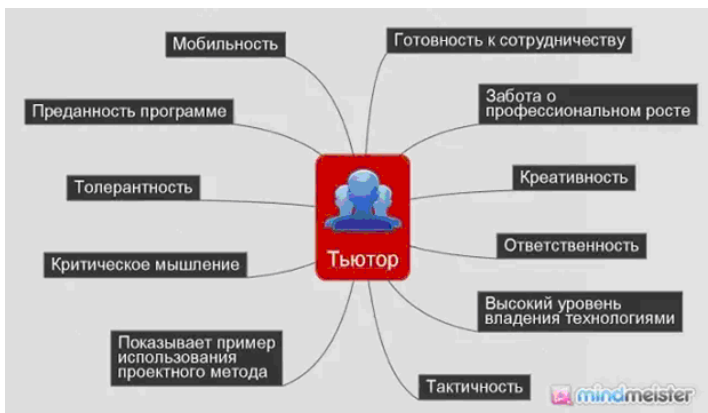 Мобильность
Готовность к сотрудничеству
Преданность программе
Забота о
профессиональном росте
Толерантность
Креативность
Тьютор
Критическое мышление
Ответственность
Показывает пример
использования
проектного метода
Высокий уровень
владения технологиями
Тактичность
mindmeister